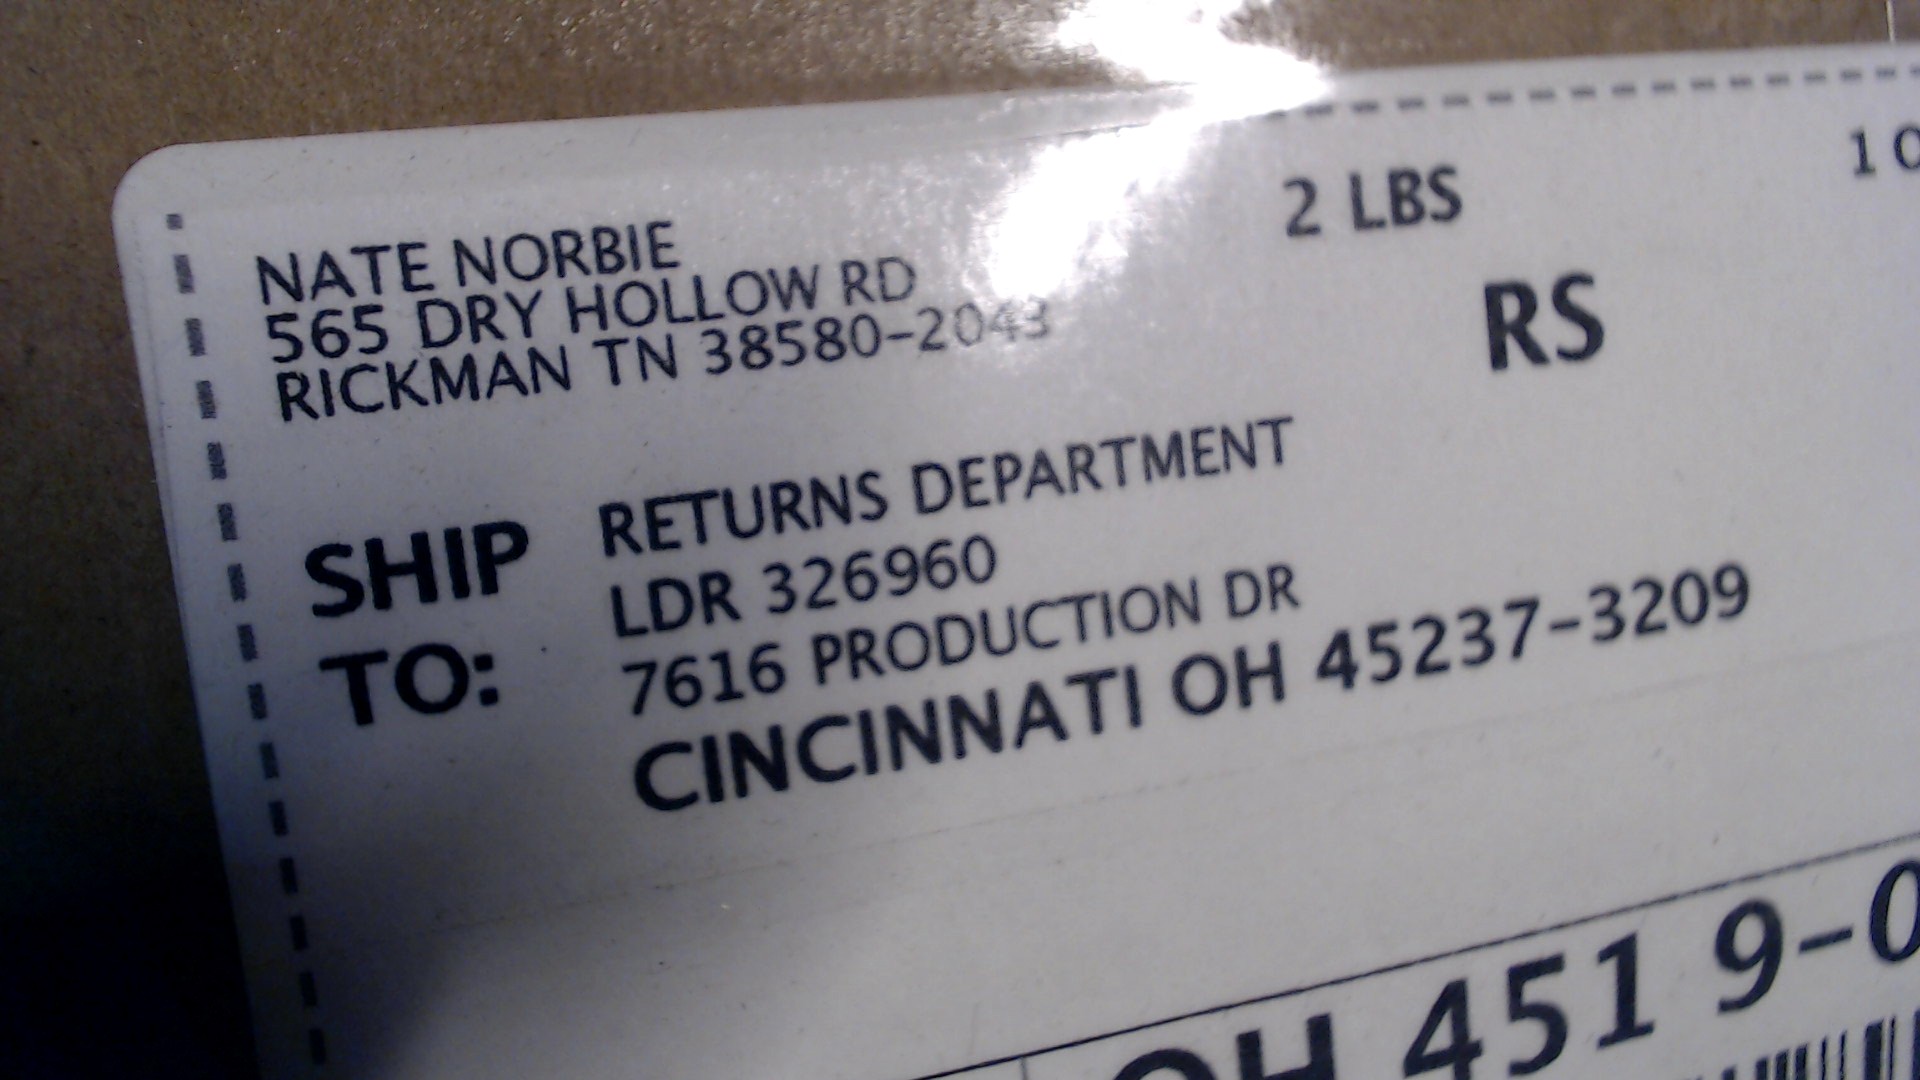 NATE NORBIE
565 DRY HOLLOW RD
RICKMAN TN 38580-2043
2 LBS
1 O
RS
SHIP TO:
RETURNS DEPARTMENT
LDR 326960
7616 PRODUCTION DR
CINCINNATI OH 45237-3209
OH 451 9-0